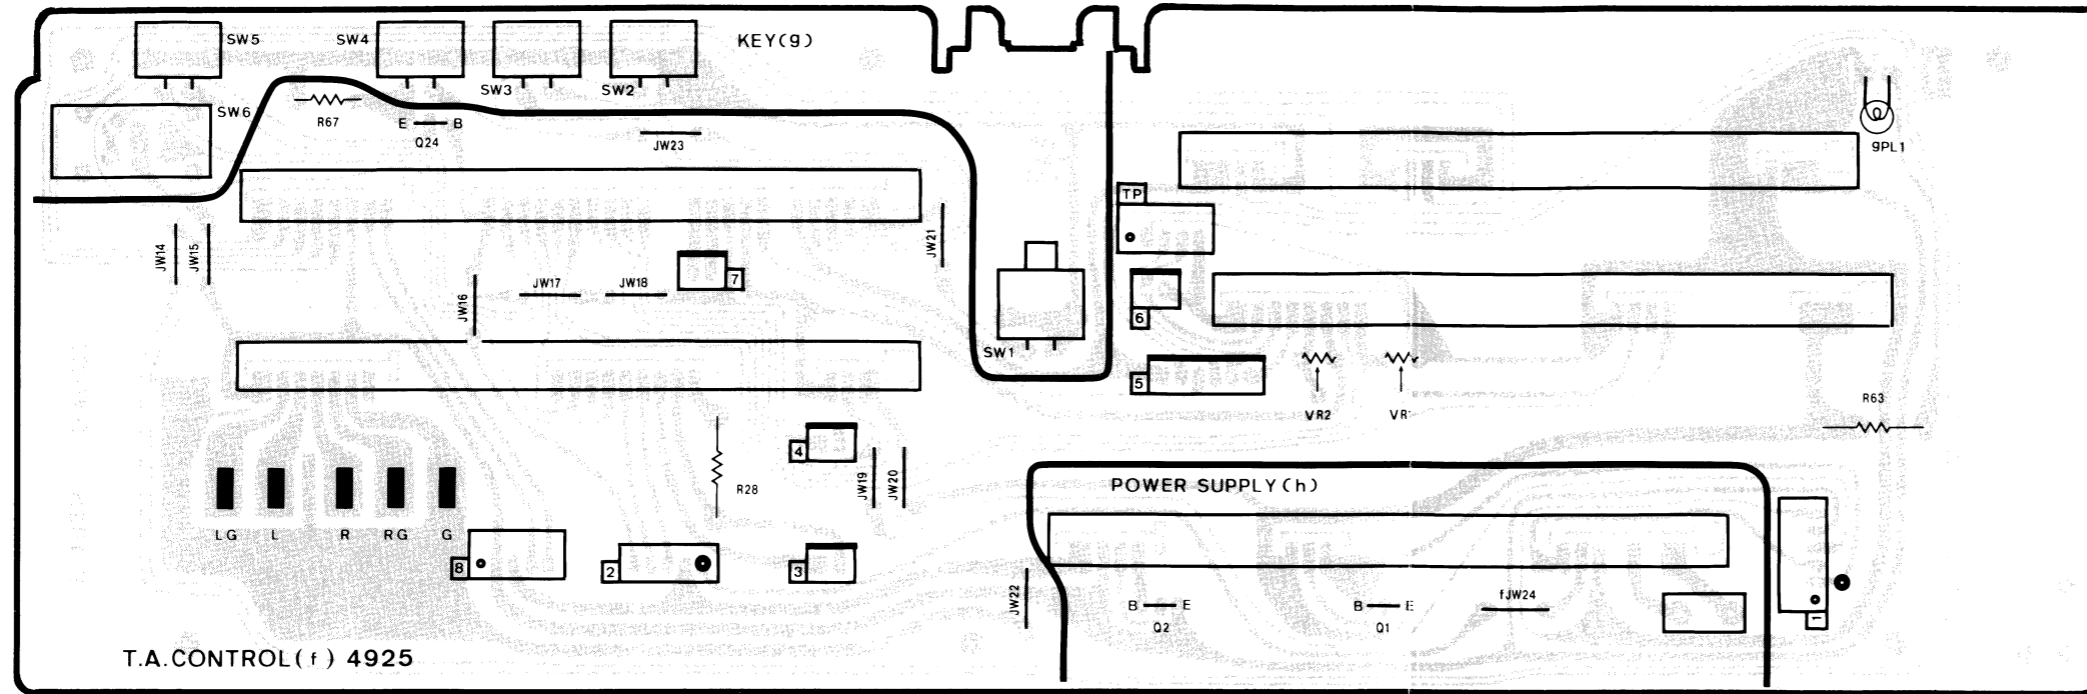 SW5
SW4
KEY(g)
SW3
SW2
SW6
R67
E B
Q24
JW23
gPL1
TP
JW14
JW15
JW21
7
JW17
JW18
JW16
6
SW1
5
VR2
VR
R63
4
R28
JW19
JW20
POWER SUPPLY(h)
LG L R RG G
8
2
3
JW22
B E
Q2
B E
Q1
fJW24
1
T.A.CONTROL(f) 4925